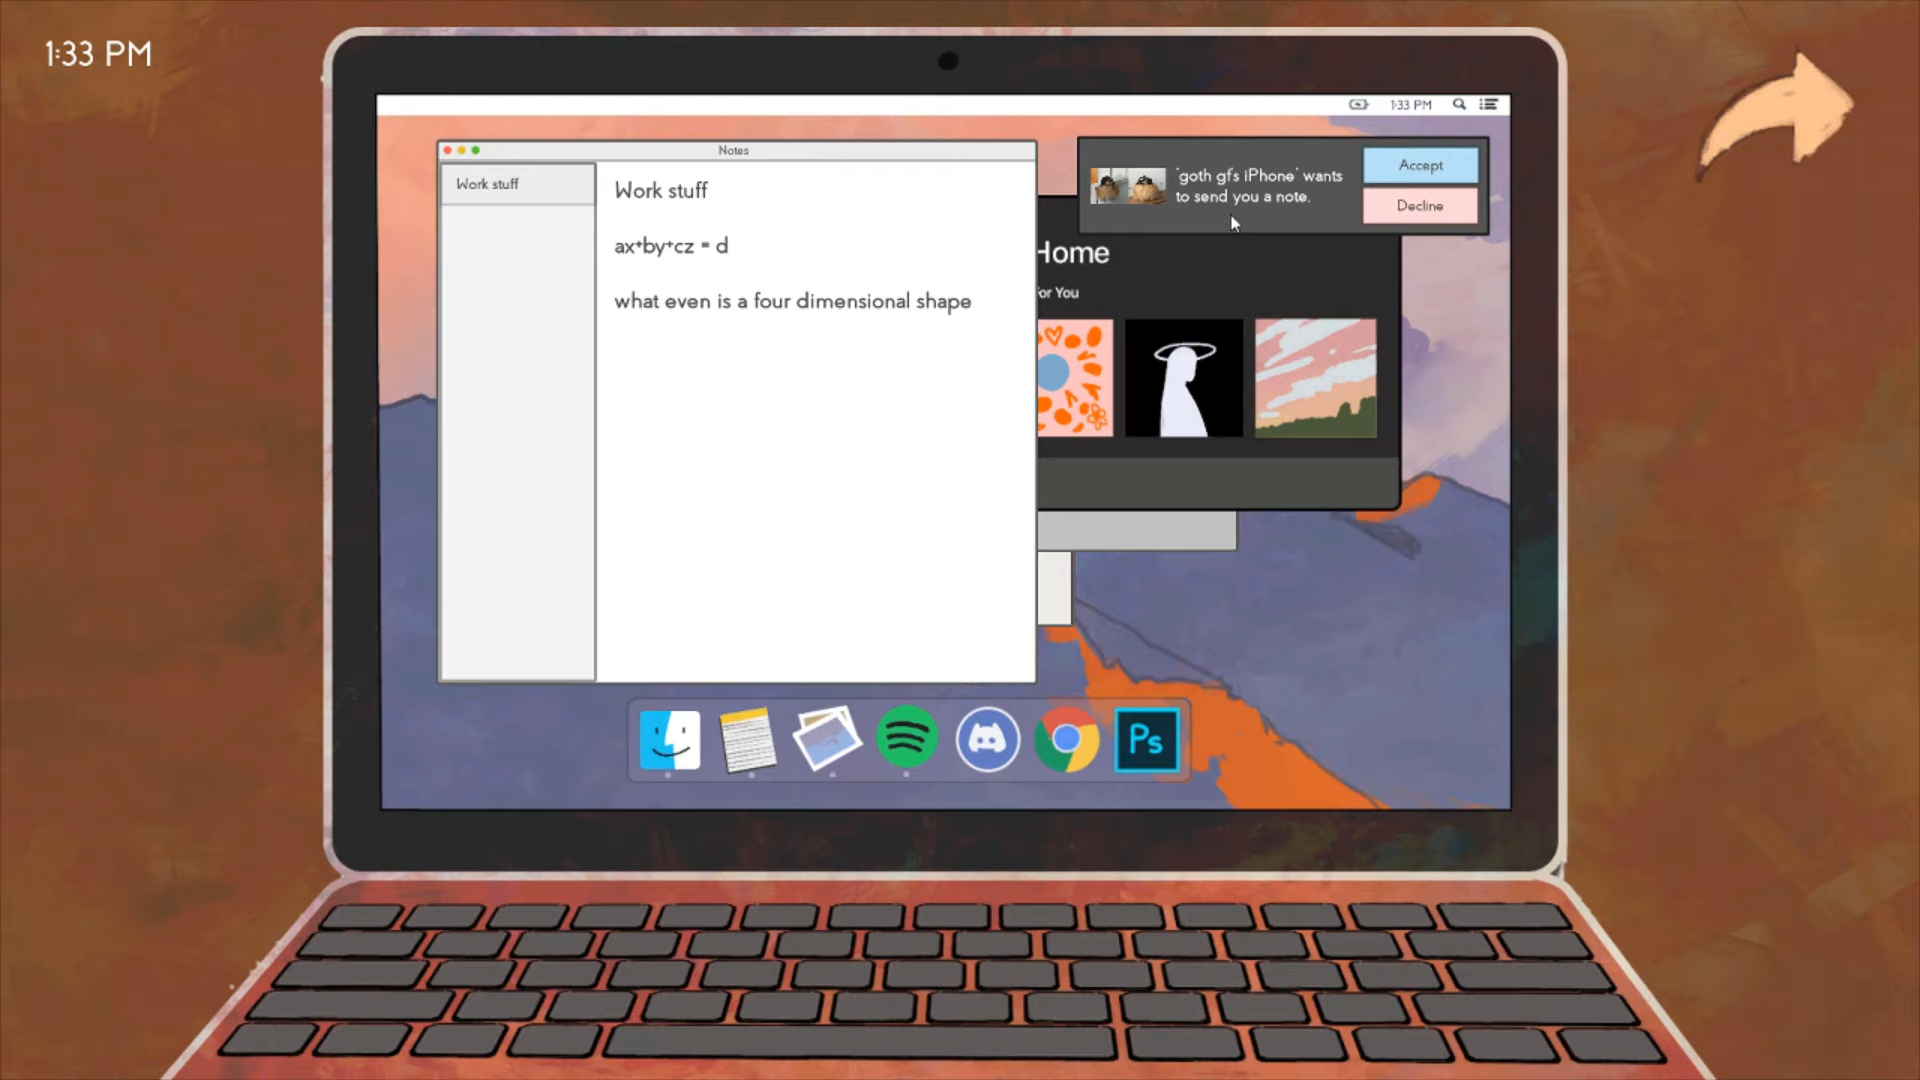 1:33 PM
1:33 PM
Notes
Work stuff
Work stuff
ax+by+cz = d
what even is a four dimensional shape
'goth gf's iPhone' wants
to send you a note.
Accept
Decline
Home
For You
Ps